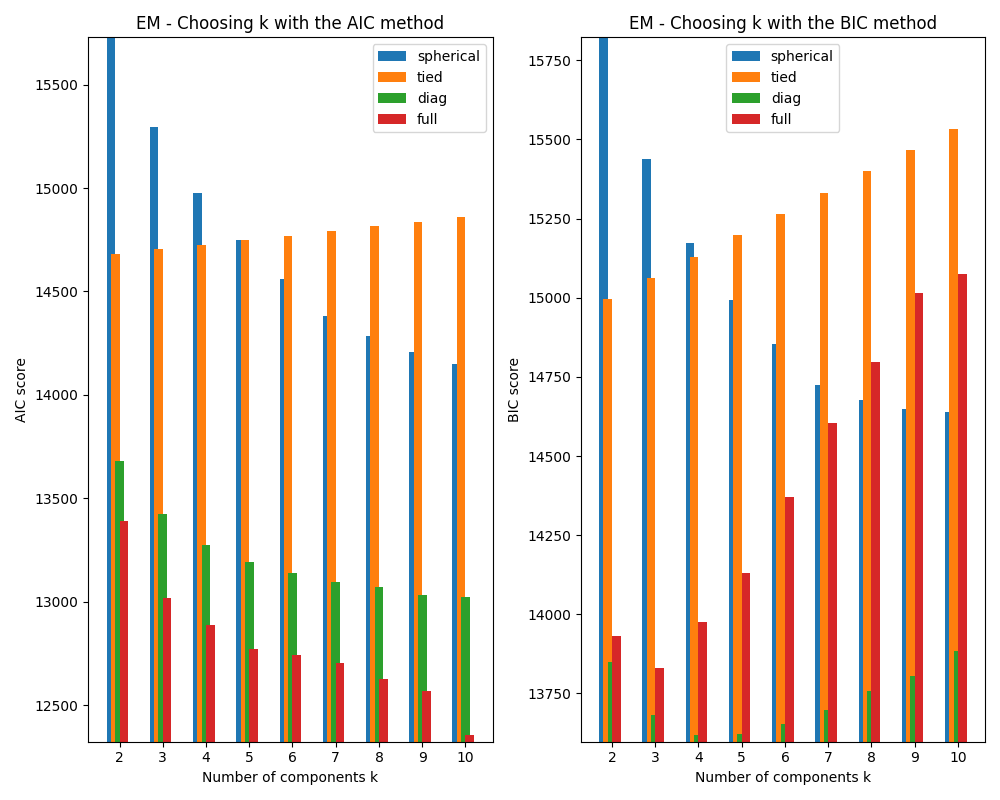 EM - Choosing k with the AIC method
15500
15000
14500
14000
13500
13000
12500
AIC score
spherical
tied
diag
full
2 3 4 5 6 7 8 9 10
Number of components k
EM - Choosing k with the BIC method
15750
15500
15250
15000
14750
14500
14250
14000
13750
BIC score
spherical
tied
diag
full
2 3 4 5 6 7 8 9 10
Number of components k